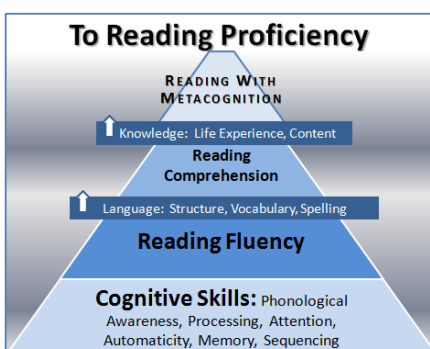 To Reading Proficiency
READING WITH
METACOGNITION
Knowledge: Life Experience, Content
Reading
Comprehension
Language: Structure, Vocabulary, Spelling
Reading Fluency
Cognitive Skills: Phonological
Awareness, Processing, Attention,
Automaticity, Memory, Sequencing